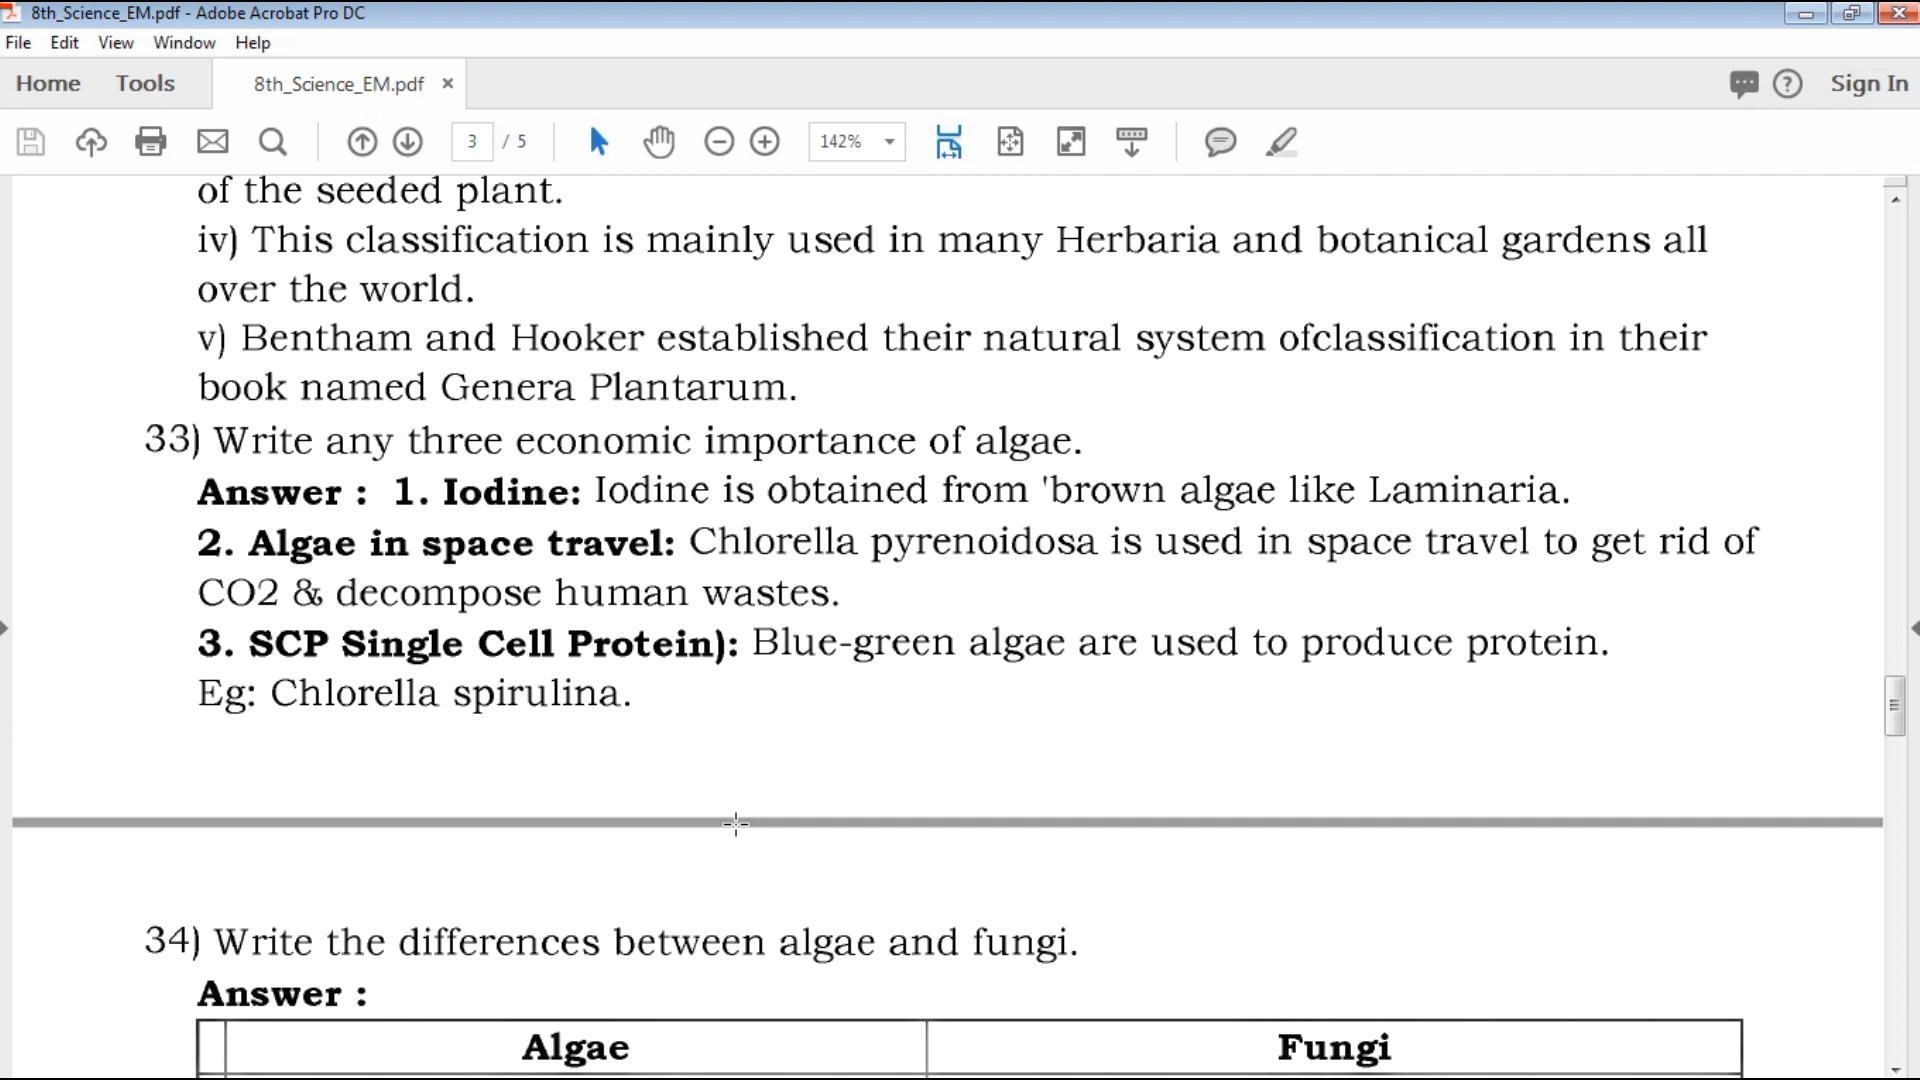 8th_Science_EM.pdf - Adobe Acrobat Pro DC
File Edit View Window Help
Home Tools 8th_Science_EM.pdf × Sign In
3 / 5 142%
of the seeded plant.
iv) This classification is mainly used in many Herbaria and botanical gardens all
over the world.
v) Bentham and Hooker established their natural system ofclassification in their
book named Genera Plantarum.
33) Write any three economic importance of algae.
Answer : 1. Iodine: Iodine is obtained from 'brown algae like Laminaria.
2. Algae in space travel: Chlorella pyrenoidosa is used in space travel to get rid of
CO2 & decompose human wastes.
3. SCP Single Cell Protein): Blue-green algae are used to produce protein.
Eg: Chlorella spirulina.
34) Write the differences between algae and fungi.
Answer :
Algae Fungi